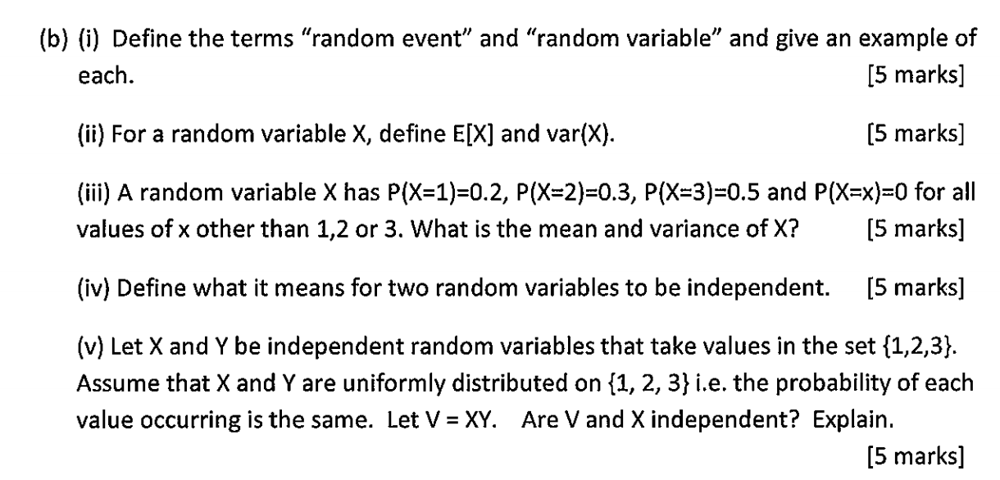 (b) (i) Define the terms “random event” and “random variable” and give an example of
each. [5 marks]
(ii) For a random variable X, define E[X] and var(X). [5 marks]
(iii) A random variable X has P(X=1)=0.2, P(X=2)=0.3, P(X=3)=0.5 and P(X=x)=0 for all
values of x other than 1,2 or 3. What is the mean and variance of X? [5 marks]
(iv) Define what it means for two random variables to be independent. [5 marks]
(v) Let X and Y be independent random variables that take values in the set {1,2,3}.
Assume that X and Y are uniformly distributed on {1, 2, 3} i.e. the probability of each
value occurring is the same. Let V = XY. Are V and X independent? Explain.
[5 marks]